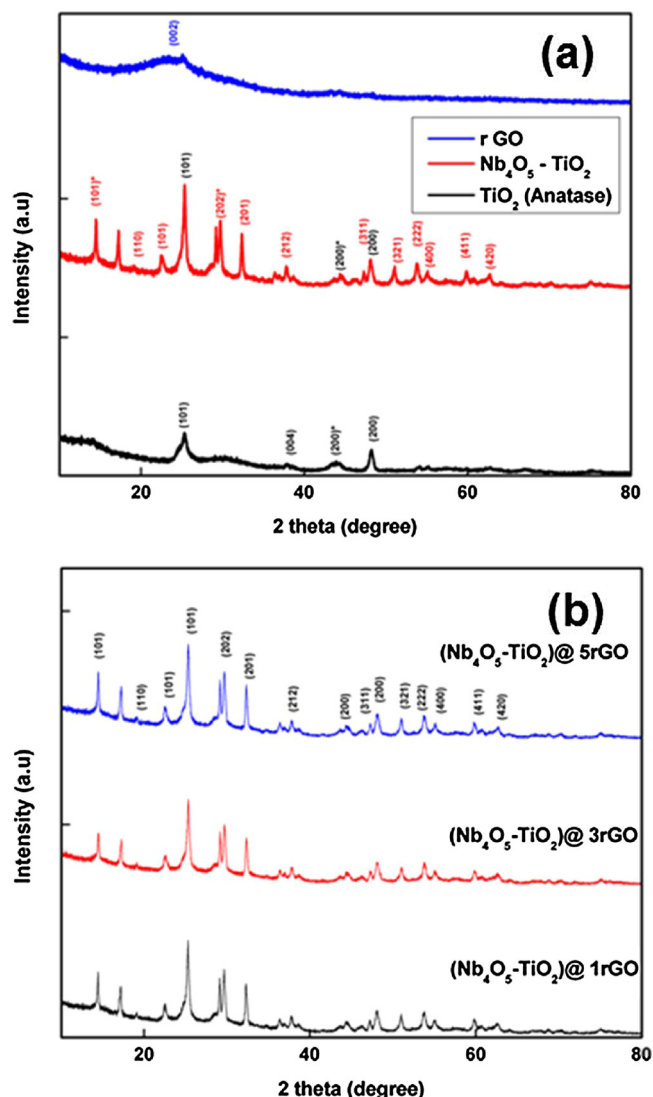 (a)
(002)
r GO
Nb₄O₅ - TiO₂
TiO₂ (Anatase)
(101)*
(110)
(101)
(101)
(202)*
(201)
(212)
(200)*
(311)
(200)
(321)
(222)
(400)
(411)
(420)
(101)
(004)
(200)*
(200)
Intensity (a.u)
20 40 60 80
2 theta (degree)
(b)
(Nb₄O₅-TiO₂)@ 5rGO
(101)
(110)
(101)
(101)
(202)
(201)
(212)
(200)
(311)
(200)
(321)
(222)
(400)
(411)
(420)
(Nb₄O₅-TiO₂)@ 3rGO
(Nb₄O₅-TiO₂)@ 1rGO
Intensity (a.u)
20 40 60 80
2 theta (degree)